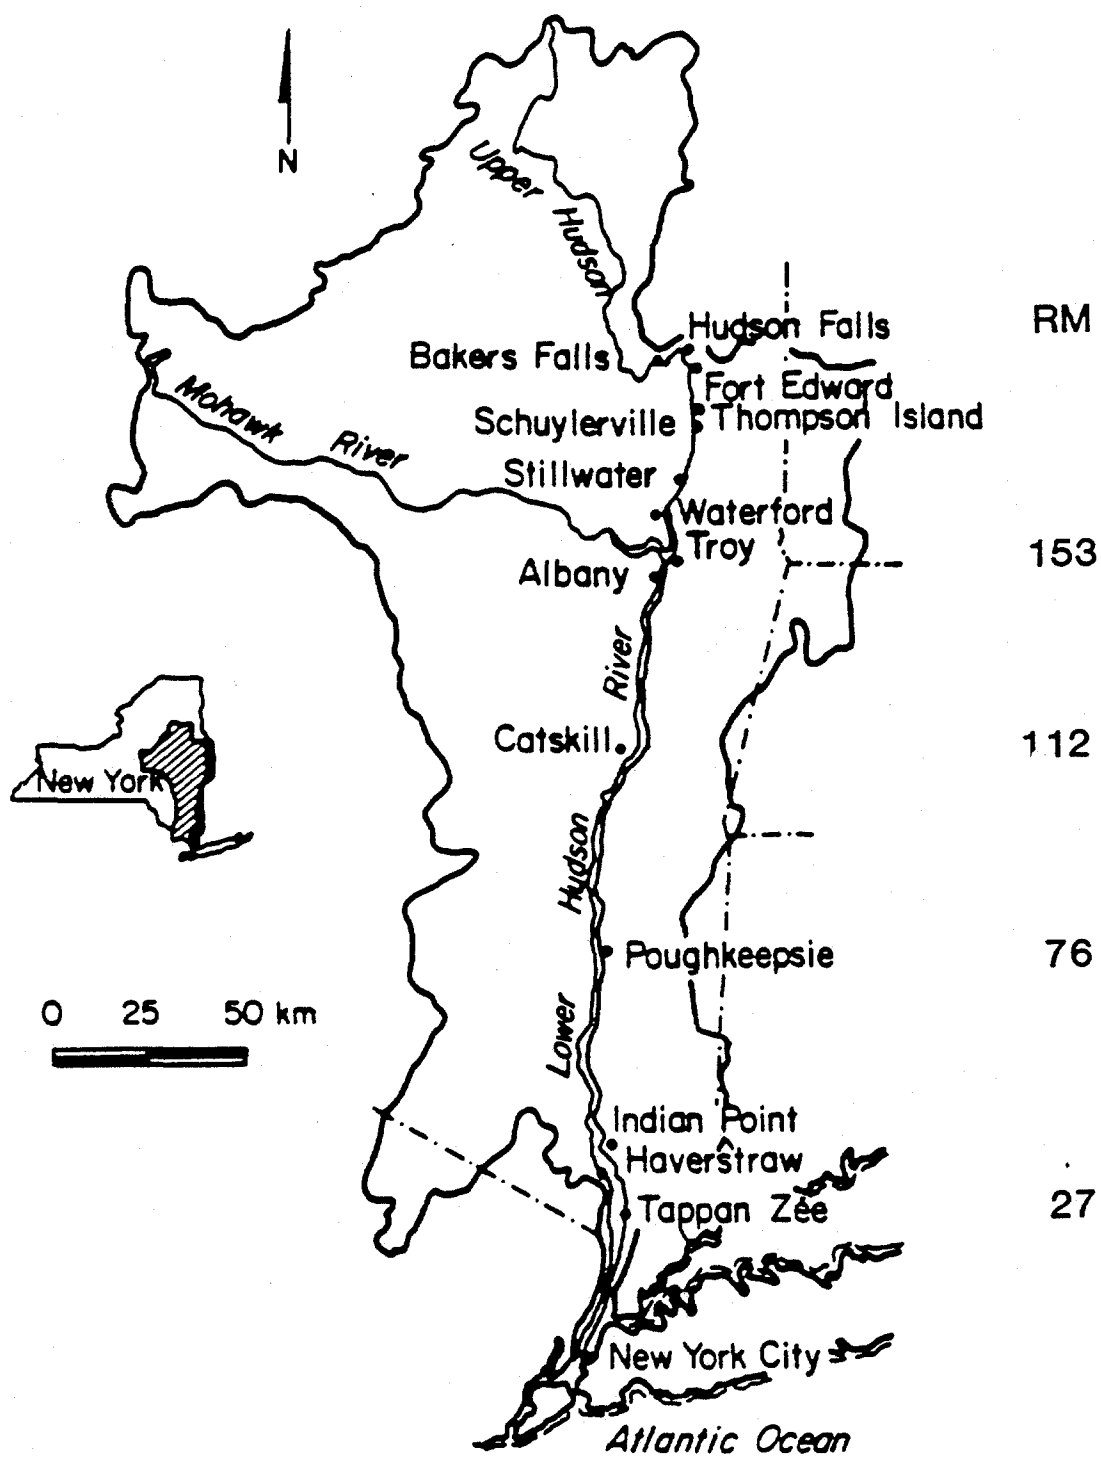 N
Upper Hudson
RM
Hudson Falls
Bakers Falls
Fort Edward
Thompson Island
Schuylerville
Mohawk River
Stillwater
Waterford
Troy
153
Albany
River
Catskill
112
New York
Hudson
Poughkeepsie
76
0 25 50 km
Lower
Indian Point
Haverstraw
Tappan Zee
27
New York City
Atlantic Ocean